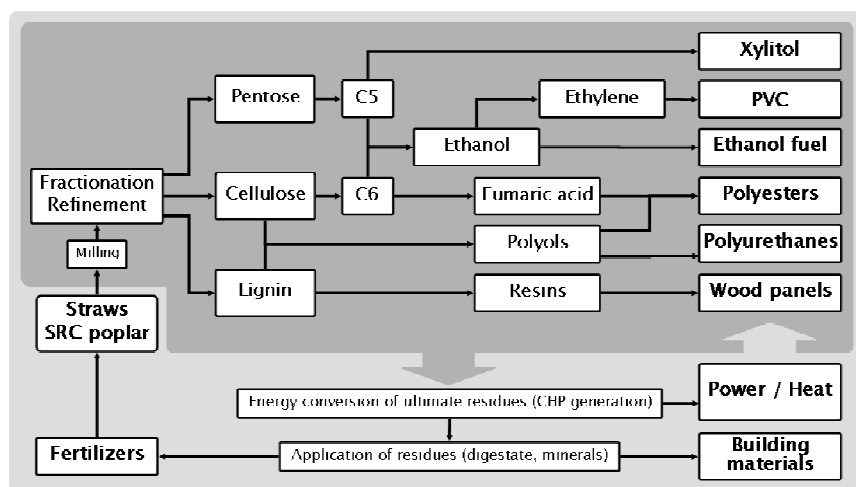 Xylitol
Pentose
C5
Ethylene
PVC
Ethanol
Ethanol fuel
Fractionation
Refinement
Cellulose
C6
Fumaric acid
Polyesters
Milling
Polyols
Polyurethanes
Lignin
Resins
Wood panels
Straws
SRC poplar
Energy conversion of ultimate residues (CHP generation)
Power / Heat
Fertilizers
Application of residues (digestate, minerals)
Building
materials